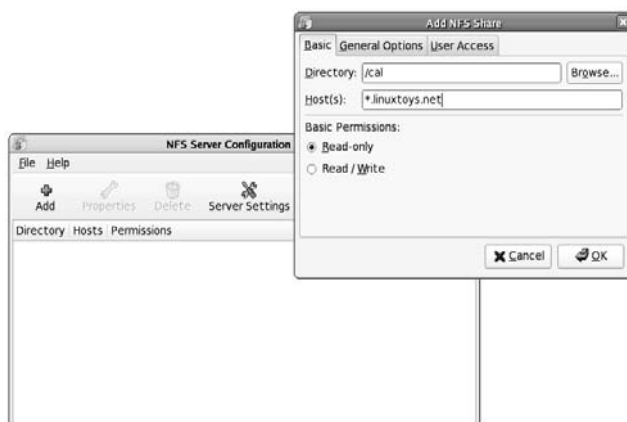 Add NFS Share
Basic General Options User Access
Directory: /cal Browse...
Host(s): *.linuxtoys.net
Basic Permissions:
Read-only
Read / Write
Cancel OK
NFS Server Configuration
File Help
Add Properties Delete Server Settings
Directory Hosts Permissions